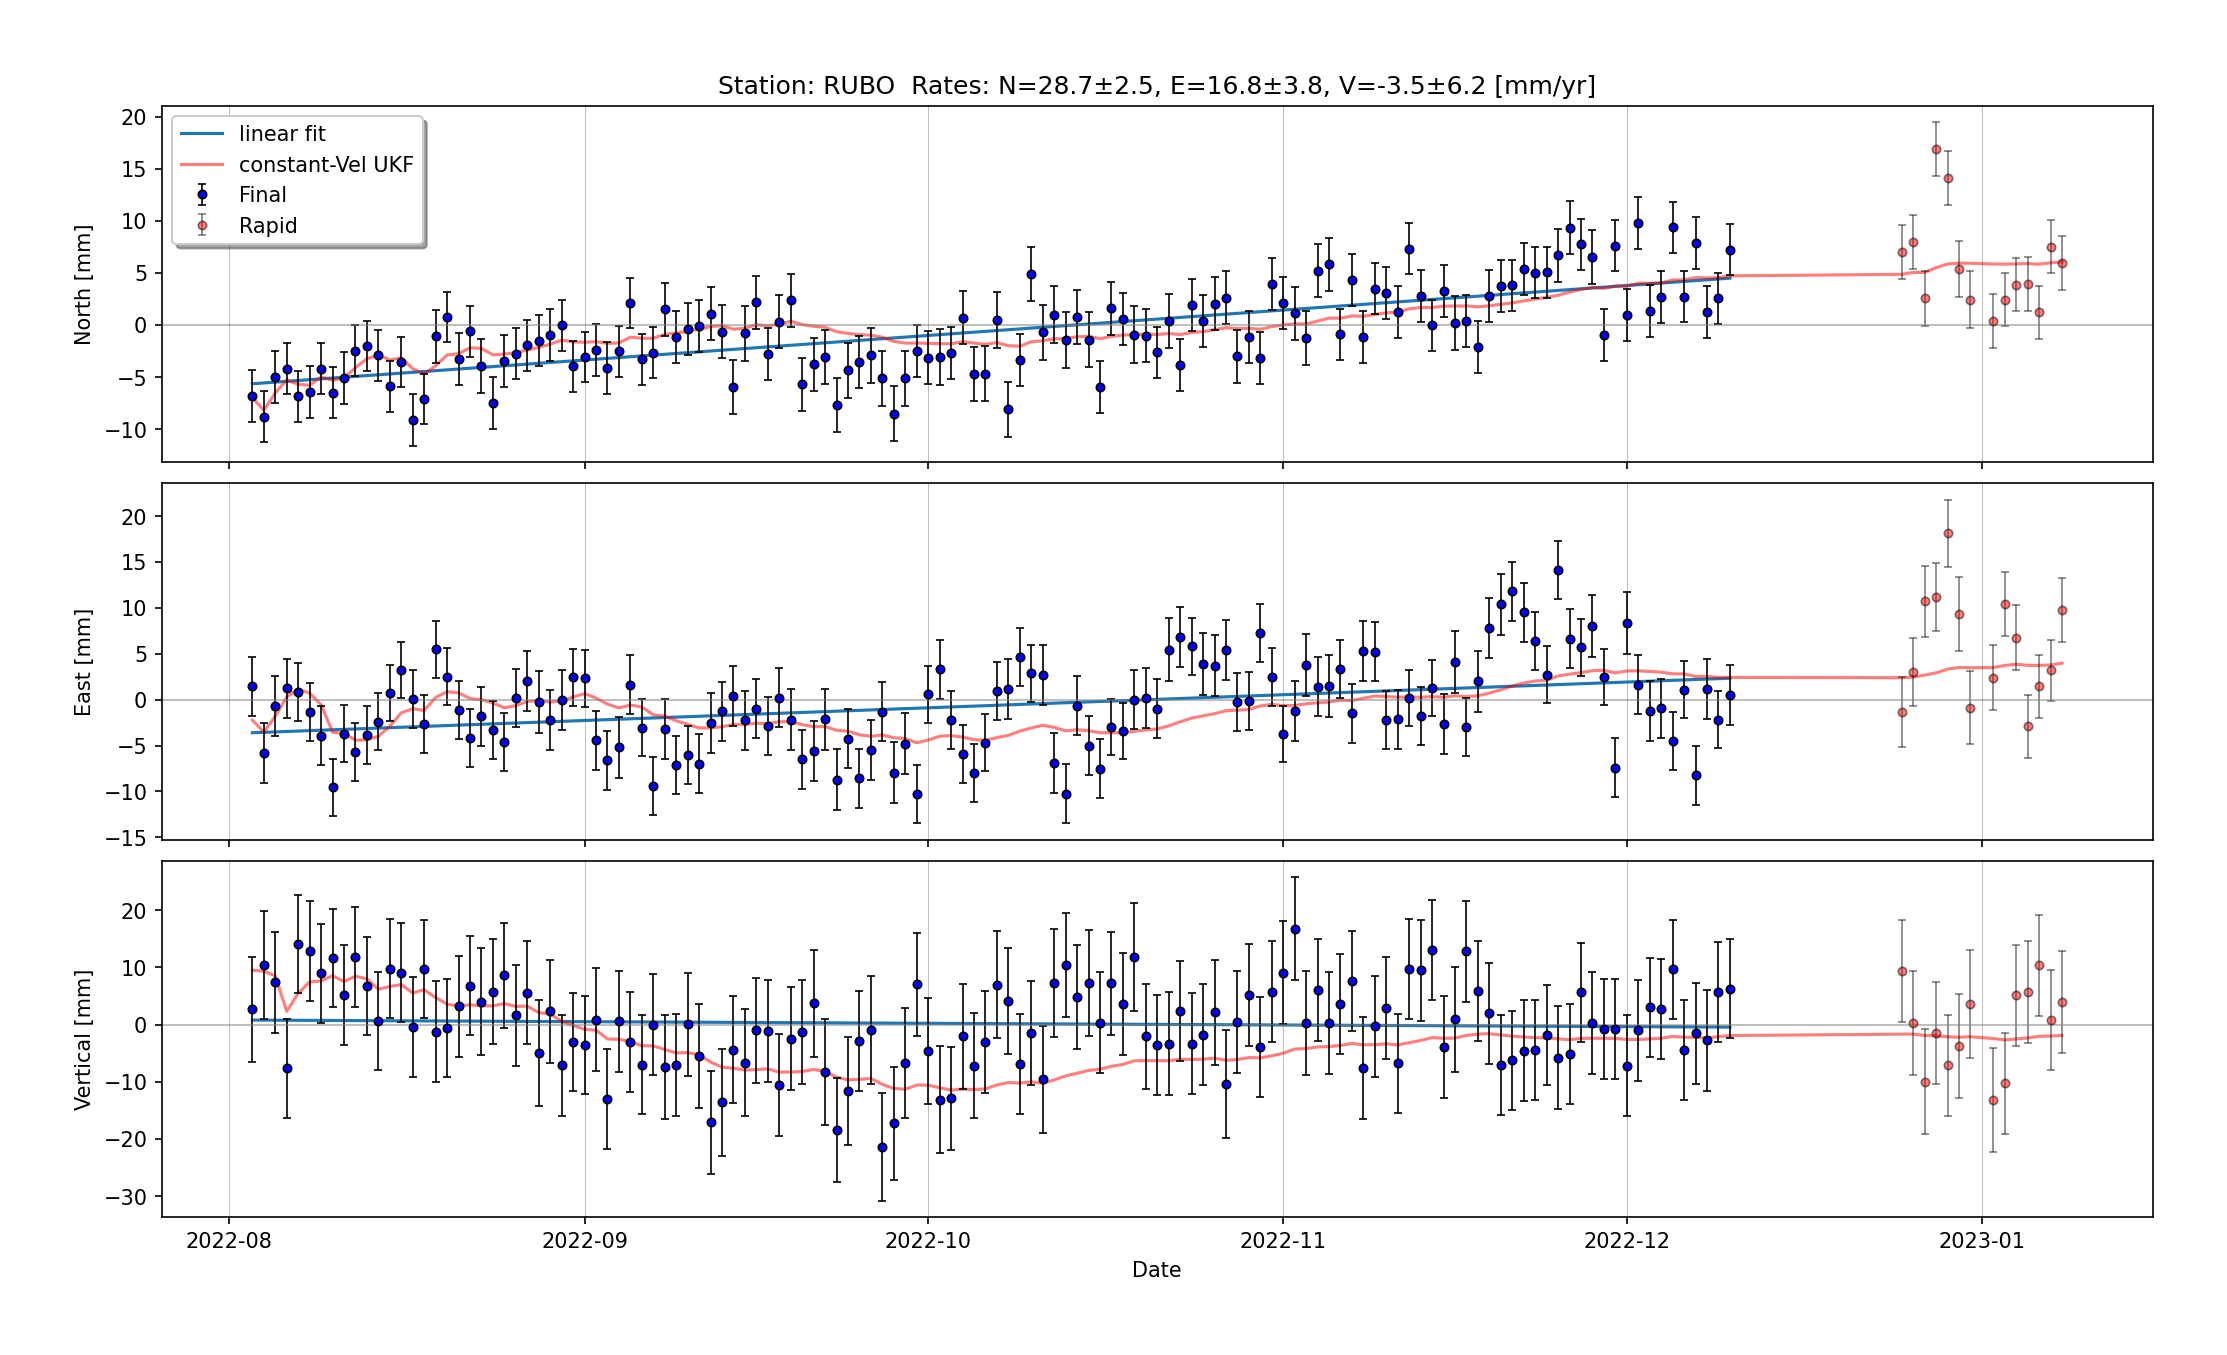 Station: RUBO  Rates: N=28.7±2.5, E=16.8±3.8, V=-3.5±6.2 [mm/yr]
linear fit
constant-Vel UKF
Final
Rapid
North [mm]
20
15
10
5
0
−5
−10
East [mm]
20
15
10
5
0
−5
−10
−15
Vertical [mm]
20
10
0
−10
−20
−30
2022-08 2022-09 2022-10 2022-11 2022-12 2023-01
Date